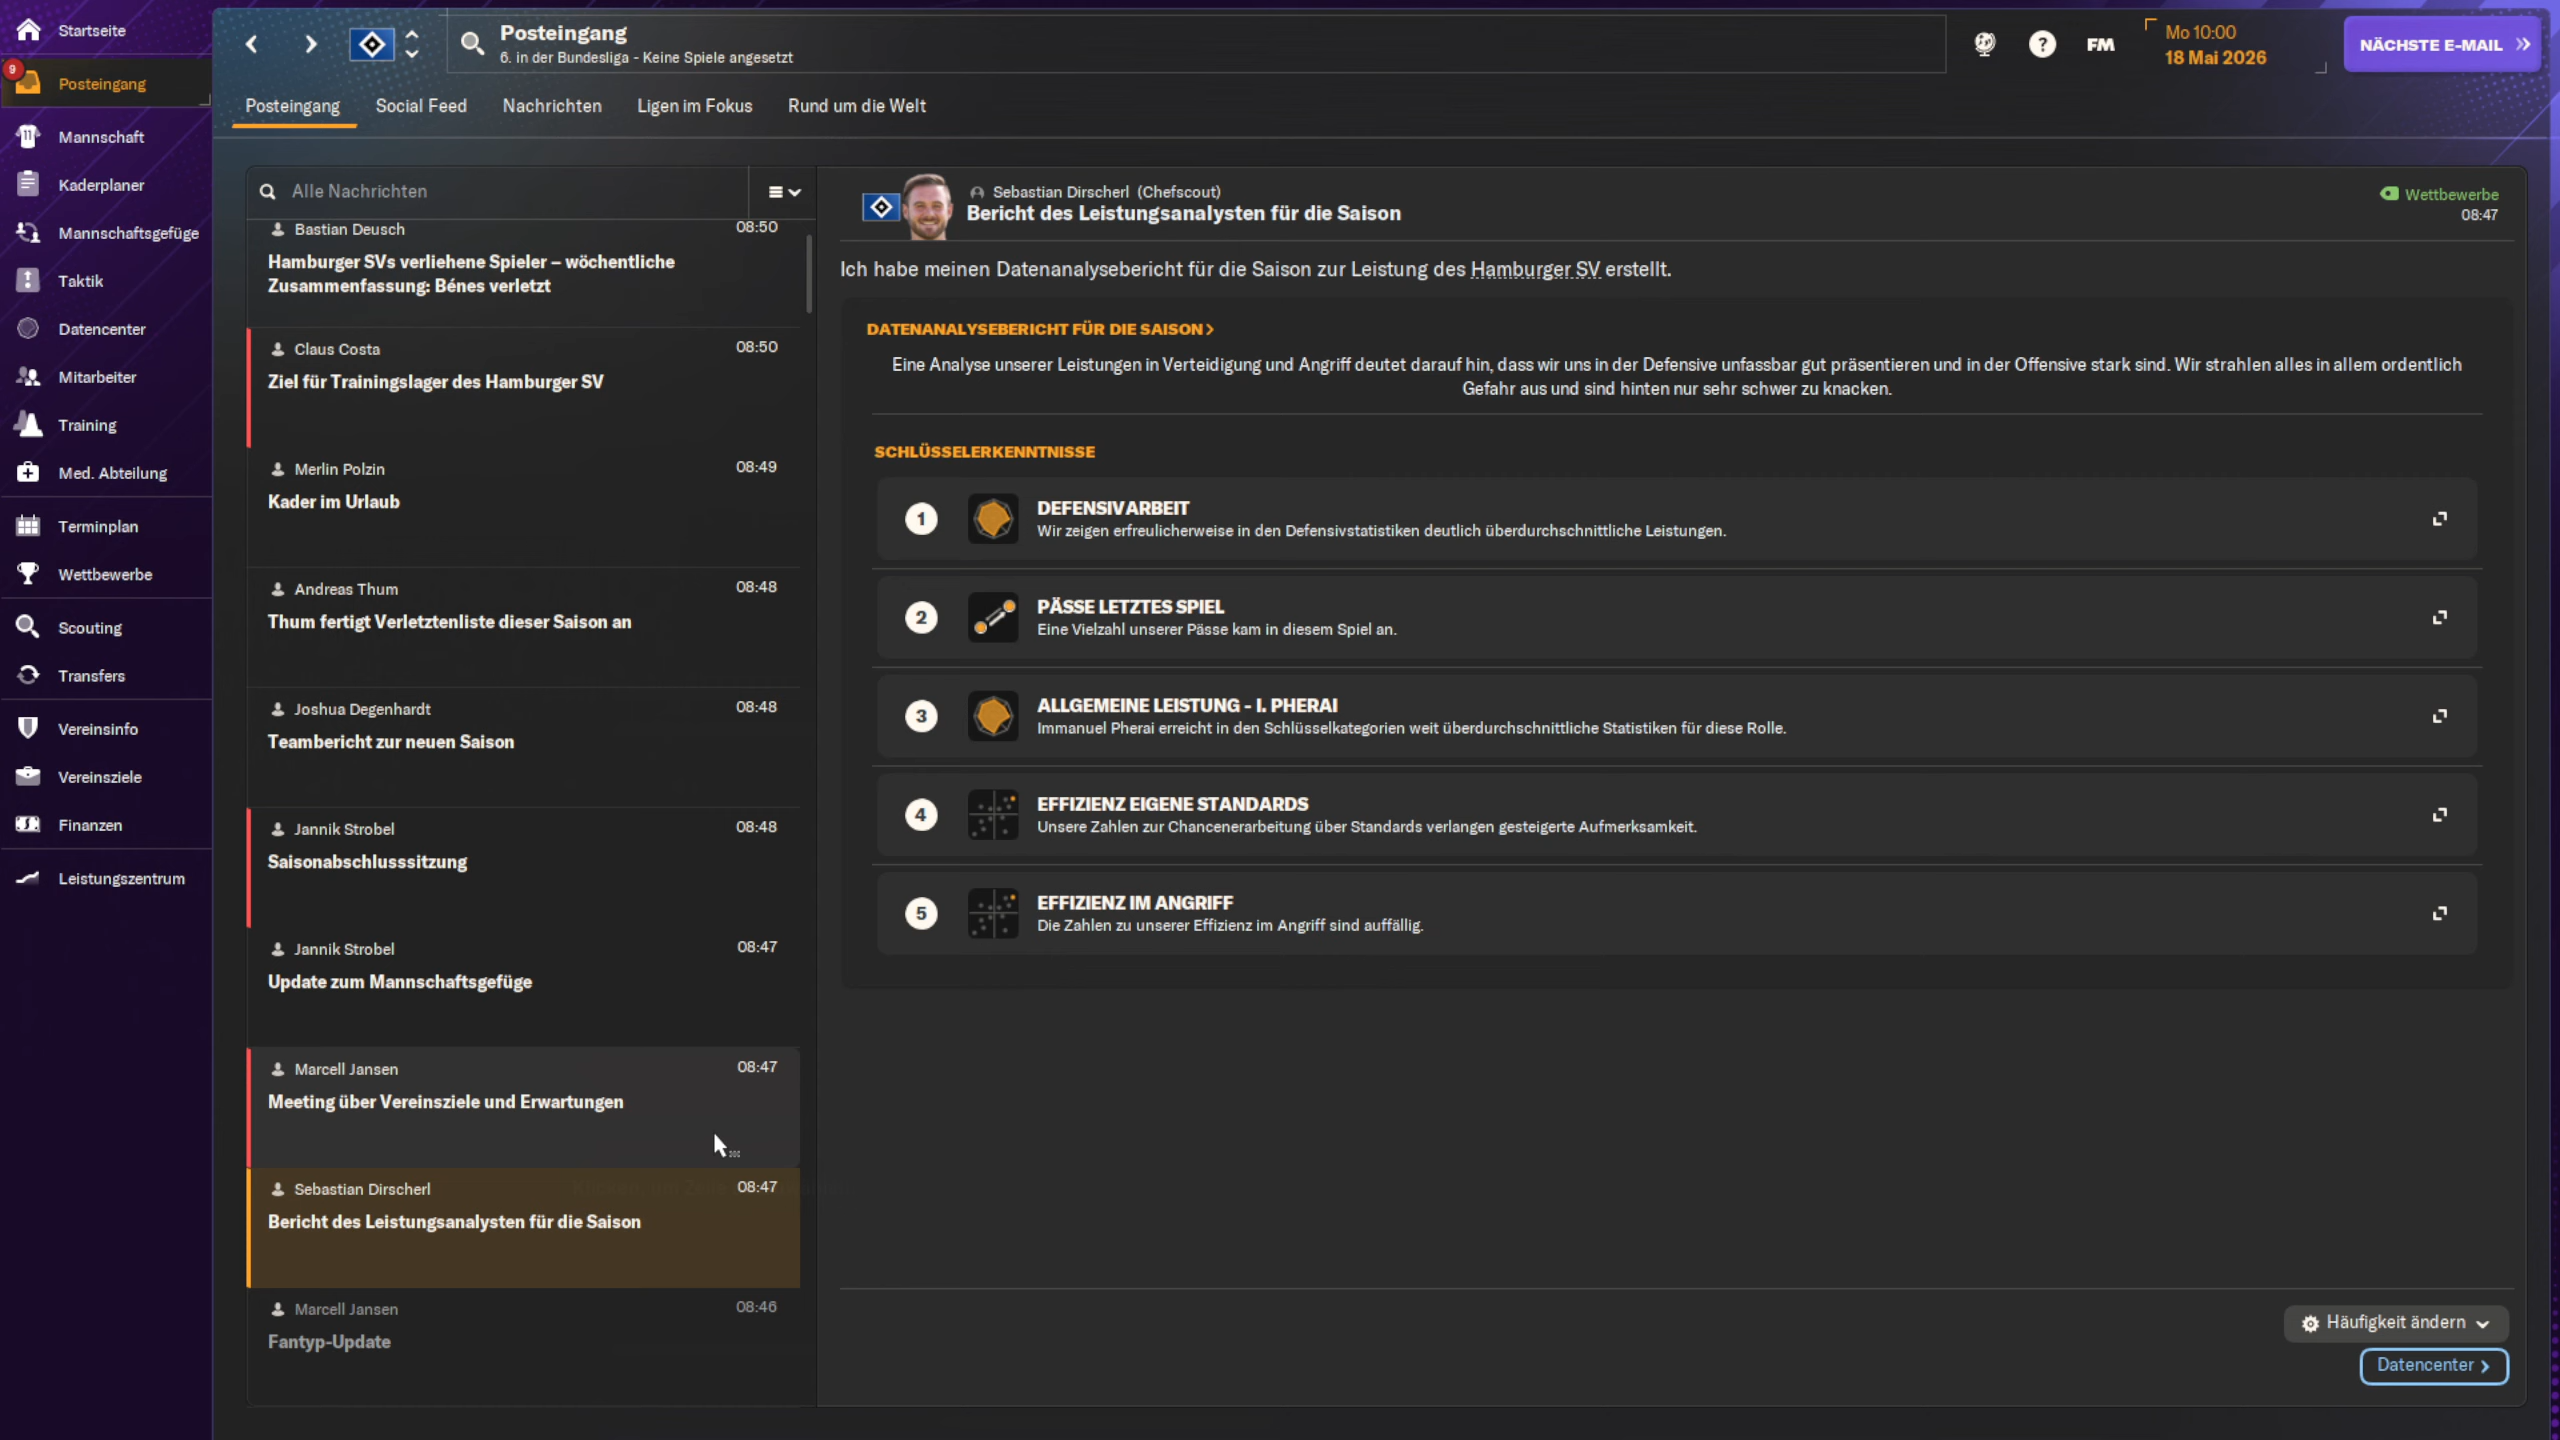 Startseite
9
Posteingang
Mannschaft
Kaderplaner
Mannschaftsgefüge
Taktik
Datencenter
Mitarbeiter
Training
Med. Abteilung
Terminplan
Wettbewerbe
Scouting
Transfers
Vereinsinfo
Vereinsziele
Finanzen
Leistungszentrum
Posteingang
6. in der Bundesliga - Keine Spiele angesetzt
FM
Mo 10:00
18 Mai 2026
NÄCHSTE E-MAIL
Posteingang Social Feed Nachrichten Ligen im Fokus Rund um die Welt
Alle Nachrichten
Bastian Deusch 08:50
Hamburger SVs verliehene Spieler – wöchentliche
Zusammenfassung: Bénes verletzt
Claus Costa 08:50
Ziel für Trainingslager des Hamburger SV
Merlin Polzin 08:49
Kader im Urlaub
Andreas Thum 08:48
Thum fertigt Verletztenliste dieser Saison an
Joshua Degenhardt 08:48
Teambericht zur neuen Saison
Jannik Strobel 08:48
Saisonabschlusssitzung
Jannik Strobel 08:47
Update zum Mannschaftsgefüge
Marcell Jansen 08:47
Meeting über Vereinsziele und Erwartungen
Sebastian Dirscherl 08:47
Bericht des Leistungsanalysten für die Saison
Marcell Jansen 08:46
Fantyp-Update
Sebastian Dirscherl (Chefscout)
Bericht des Leistungsanalysten für die Saison
Wettbewerbe
08:47
Ich habe meinen Datenanalysebericht für die Saison zur Leistung des Hamburger SV erstellt.
DATENANALYSEBERICHT FÜR DIE SAISON
Eine Analyse unserer Leistungen in Verteidigung und Angriff deutet darauf hin, dass wir uns in der Defensive unfassbar gut präsentieren und in der Offensive stark sind. Wir strahlen alles in allem ordentlich
Gefahr aus und sind hinten nur sehr schwer zu knacken.
SCHLÜSSELERKENNTNISSE
1
DEFENSIVARBEIT
Wir zeigen erfreulicherweise in den Defensivstatistiken deutlich überdurchschnittliche Leistungen.
2
PÄSSE LETZTES SPIEL
Eine Vielzahl unserer Pässe kam in diesem Spiel an.
3
ALLGEMEINE LEISTUNG - I. PHERAI
Immanuel Pherai erreicht in den Schlüsselkategorien weit überdurchschnittliche Statistiken für diese Rolle.
4
EFFIZIENZ EIGENE STANDARDS
Unsere Zahlen zur Chancenerarbeitung über Standards verlangen gesteigerte Aufmerksamkeit.
5
EFFIZIENZ IM ANGRIFF
Die Zahlen zu unserer Effizienz im Angriff sind auffällig.
Häufigkeit ändern
Datencenter